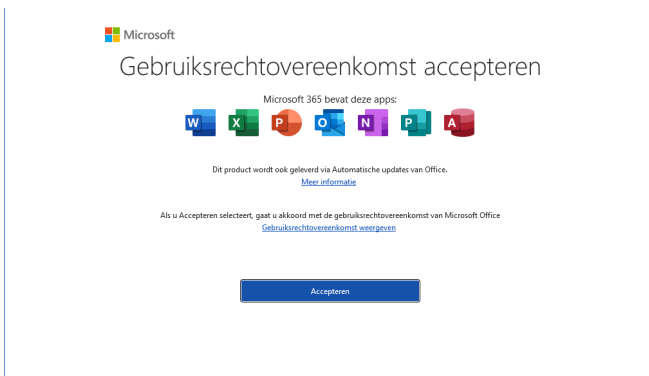 Microsoft
Gebruiksrechtovereenkomst accepteren
Microsoft 365 bevat deze apps:
W X P O N P A
Dit product wordt ook geleverd via Automatische updates van Office.
Meer informatie
Als u Accepteren selecteert, gaat u akkoord met de gebruiksrechtovereenkomst van Microsoft Office
Gebruiksrechtovereenkomst weergeven
Accepteren